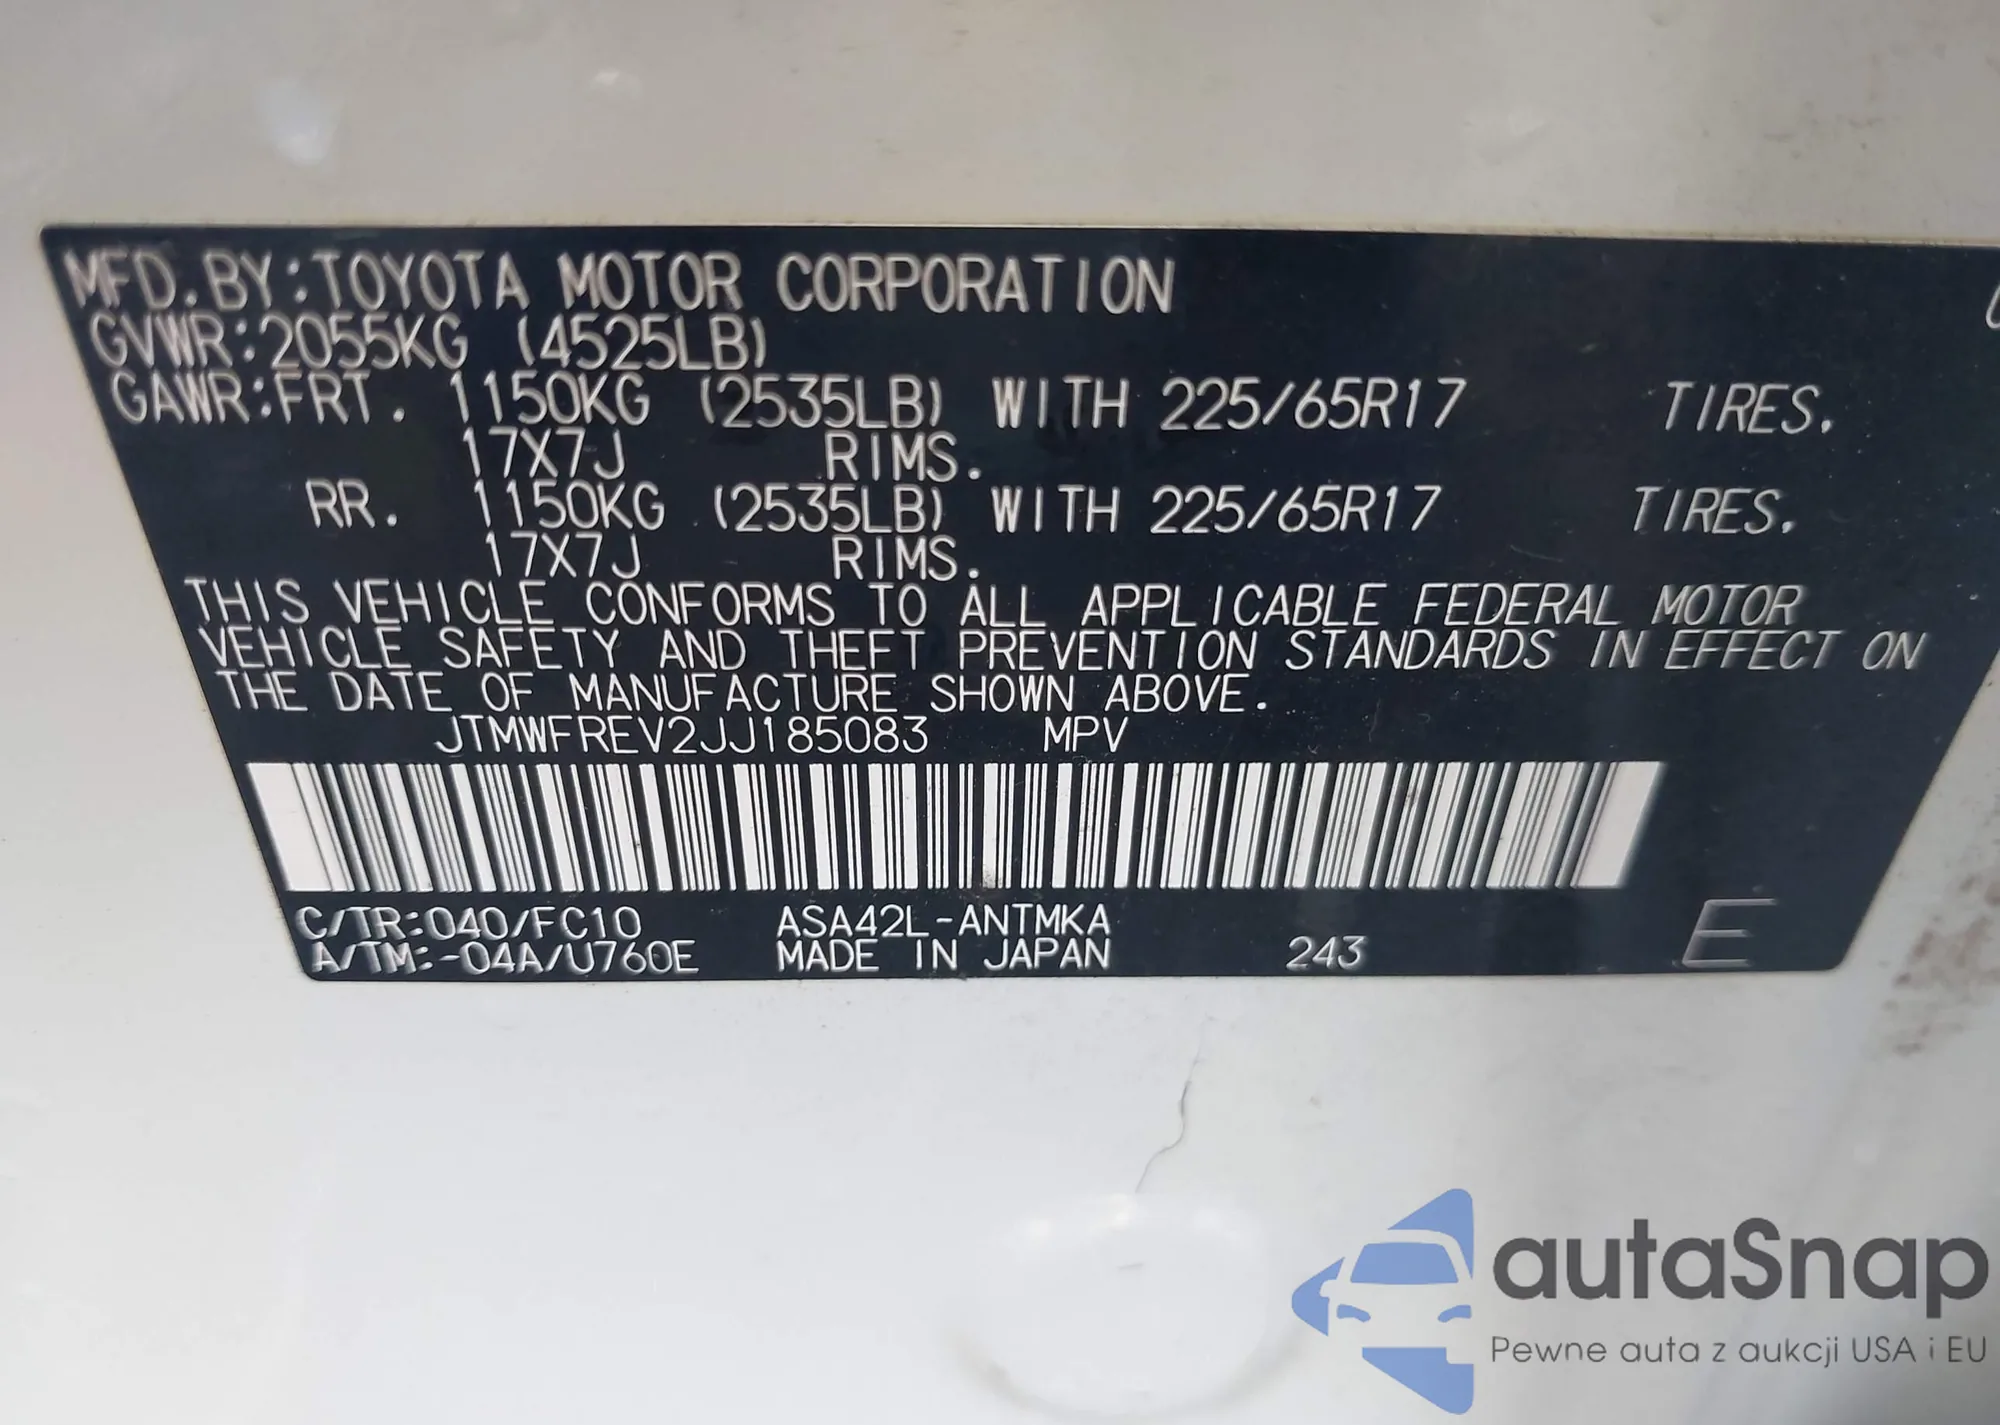 MFD.BY:TOYOTA MOTOR CORPORATION
GVWR:2055KG (4525LB)
GAWR:FRT. 1150KG (2535LB) WITH 225/65R17 TIRES.
17X7J RIMS.
RR. 1150KG (2535LB) WITH 225/65R17 TIRES.
17X7J RIMS.
THIS VEHICLE CONFORMS TO ALL APPLICABLE FEDERAL MOTOR
VEHICLE SAFETY AND THEFT PREVENTION STANDARDS IN EFFECT ON
THE DATE OF MANUFACTURE SHOWN ABOVE.
JTMWFREV2JJ185083 MPV
C/TR:040/FC10 ASA42L-ANTMKA
A/TM:-04A/U760E MADE IN JAPAN 243 E
autaSnap
Pewne auta z aukcji USA i EU